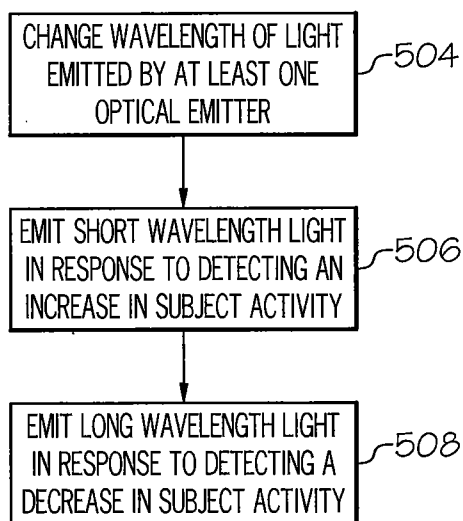 CHANGE WAVELENGTH OF LIGHT
EMITTED BY AT LEAST ONE
OPTICAL EMITTER
504
EMIT SHORT WAVELENGTH LIGHT
IN RESPONSE TO DETECTING AN
INCREASE IN SUBJECT ACTIVITY
506
EMIT LONG WAVELENGTH LIGHT
IN RESPONSE TO DETECTING A
DECREASE IN SUBJECT ACTIVITY
508